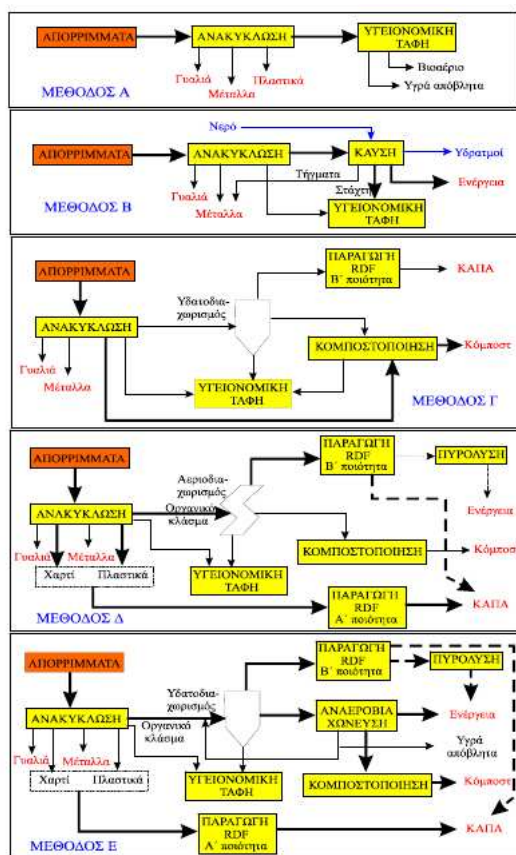 ΑΠΟΡΡΙΜΜΑΤΑ
ΑΝΑΚΥΚΛΩΣΗ
ΥΓΕΙΟΝΟΜΙΚΗ
ΤΑΦΗ
Γυαλιά
Μέταλλα
Πλαστικά
Βιοαέριο
Υγρά απόβλητα
ΜΕΘΟΔΟΣ Α
Νερό
ΑΠΟΡΡΙΜΜΑΤΑ
ΑΝΑΚΥΚΛΩΣΗ
ΚΑΥΣΗ
Υδρατμοί
Τήγματα
Στάχτη
Ενέργεια
Γυαλιά
Μέταλλα
ΥΓΕΙΟΝΟΜΙΚΗ
ΤΑΦΗ
ΜΕΘΟΔΟΣ Β
ΑΠΟΡΡΙΜΜΑΤΑ
ΠΑΡΑΓΩΓΗ
RDF
Β΄ ποιότητα
ΚΑΠΑ
Υδατοδια-
χωρισμός
ΑΝΑΚΥΚΛΩΣΗ
ΚΟΜΠΟΣΤΟΠΟΙΗΣΗ
Κόμποστ
Γυαλιά
Μέταλλα
ΥΓΕΙΟΝΟΜΙΚΗ
ΤΑΦΗ
ΜΕΘΟΔΟΣ Γ
ΑΠΟΡΡΙΜΜΑΤΑ
ΠΑΡΑΓΩΓΗ
RDF
Β΄ ποιότητα
ΠΥΡΟΛΥΣΗ
Αεριοδια-
χωρισμός
Ενέργεια
ΑΝΑΚΥΚΛΩΣΗ
Οργανικό
κλάσμα
Γυαλιά
Μέταλλα
ΚΟΜΠΟΣΤΟΠΟΙΗΣΗ
Κόμποστ
Χαρτί
Πλαστικά
ΥΓΕΙΟΝΟΜΙΚΗ
ΤΑΦΗ
ΠΑΡΑΓΩΓΗ
RDF
Α΄ ποιότητα
ΚΑΠΑ
ΜΕΘΟΔΟΣ Δ
ΑΠΟΡΡΙΜΜΑΤΑ
ΠΑΡΑΓΩΓΗ
RDF
Β΄ ποιότητα
ΠΥΡΟΛΥΣΗ
Υδατοδια-
χωρισμός
ΑΝΑΚΥΚΛΩΣΗ
Οργανικό
κλάσμα
ΑΝΑΕΡΟΒΙΑ
ΧΩΝΕΥΣΗ
Ενέργεια
Υγρά
απόβλητα
Γυαλιά
Μέταλλα
Χαρτί
Πλαστικά
ΥΓΕΙΟΝΟΜΙΚΗ
ΤΑΦΗ
ΚΟΜΠΟΣΤΟΠΟΙΗΣΗ
Κόμποστ
ΠΑΡΑΓΩΓΗ
RDF
Α΄ ποιότητα
ΚΑΠΑ
ΜΕΘΟΔΟΣ Ε